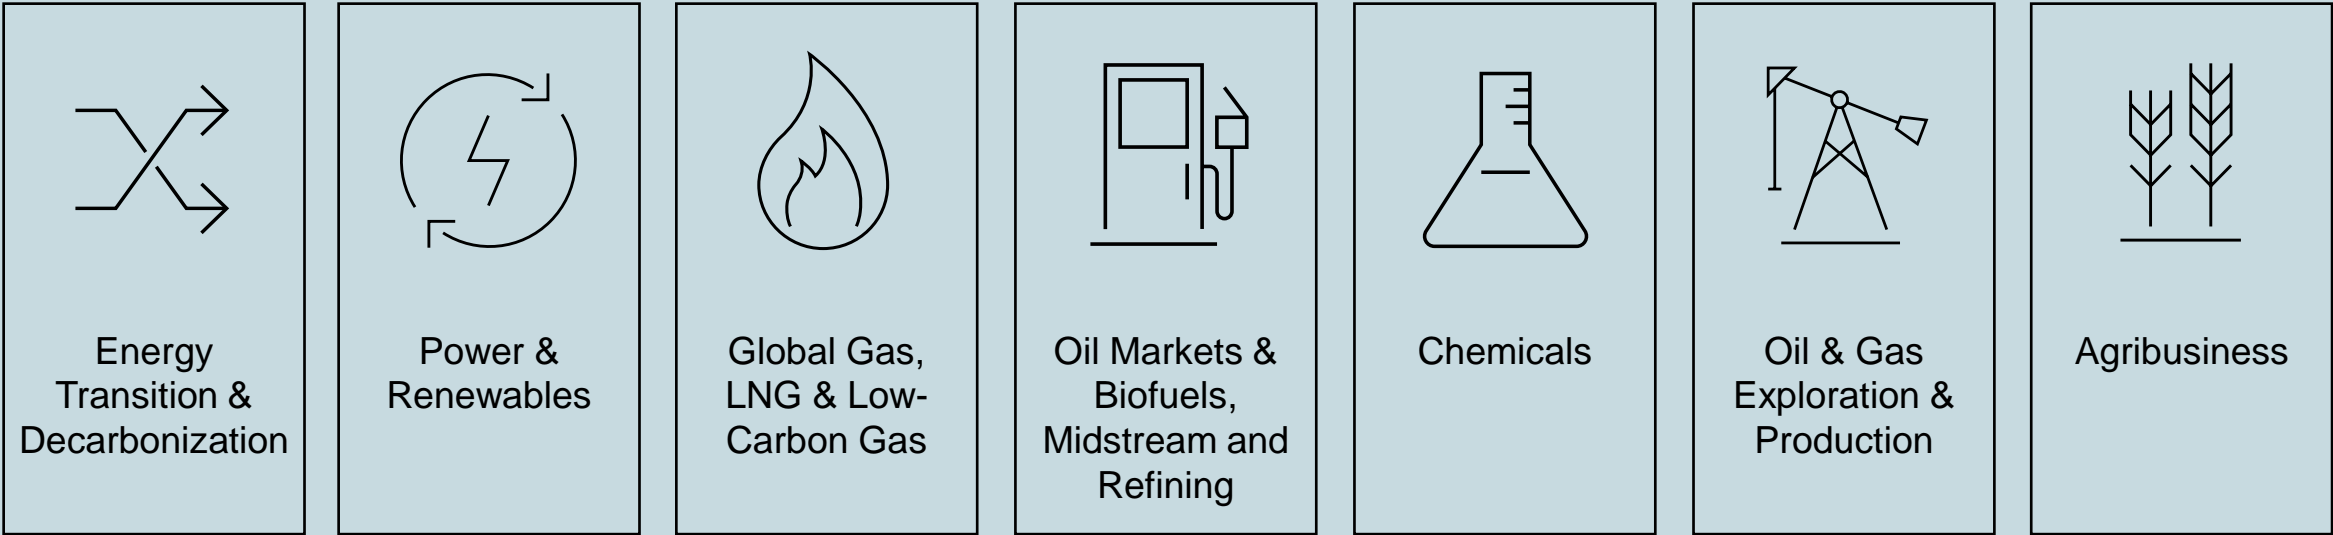 Energy
Transition &
Decarbonization
Power &
Renewables
Global Gas,
LNG & Low-
Carbon Gas
Oil Markets &
Biofuels,
Midstream and
Refining
Chemicals
Oil & Gas
Exploration &
Production
Agribusiness